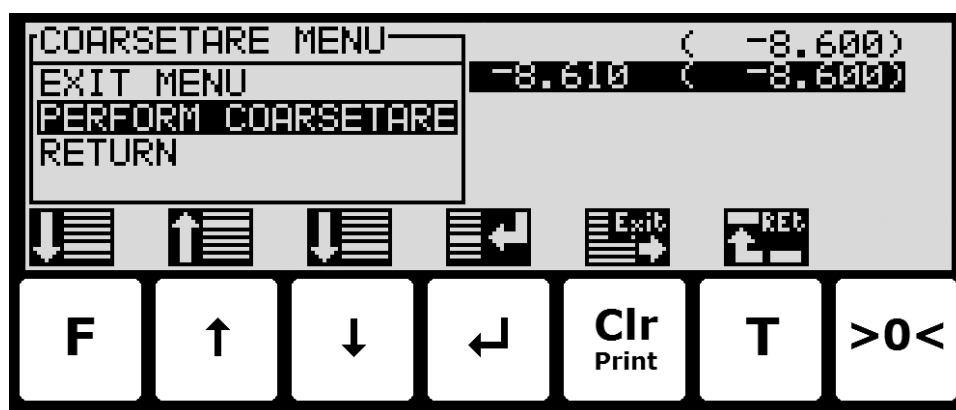 COARSETARE MENU
( -8.600)
EXIT MENU
-8.610 ( -8.600)
PERFORM COARSETARE
RETURN
Exit
REt
F ↑ ↓ ↵ Clr T >0<
Print